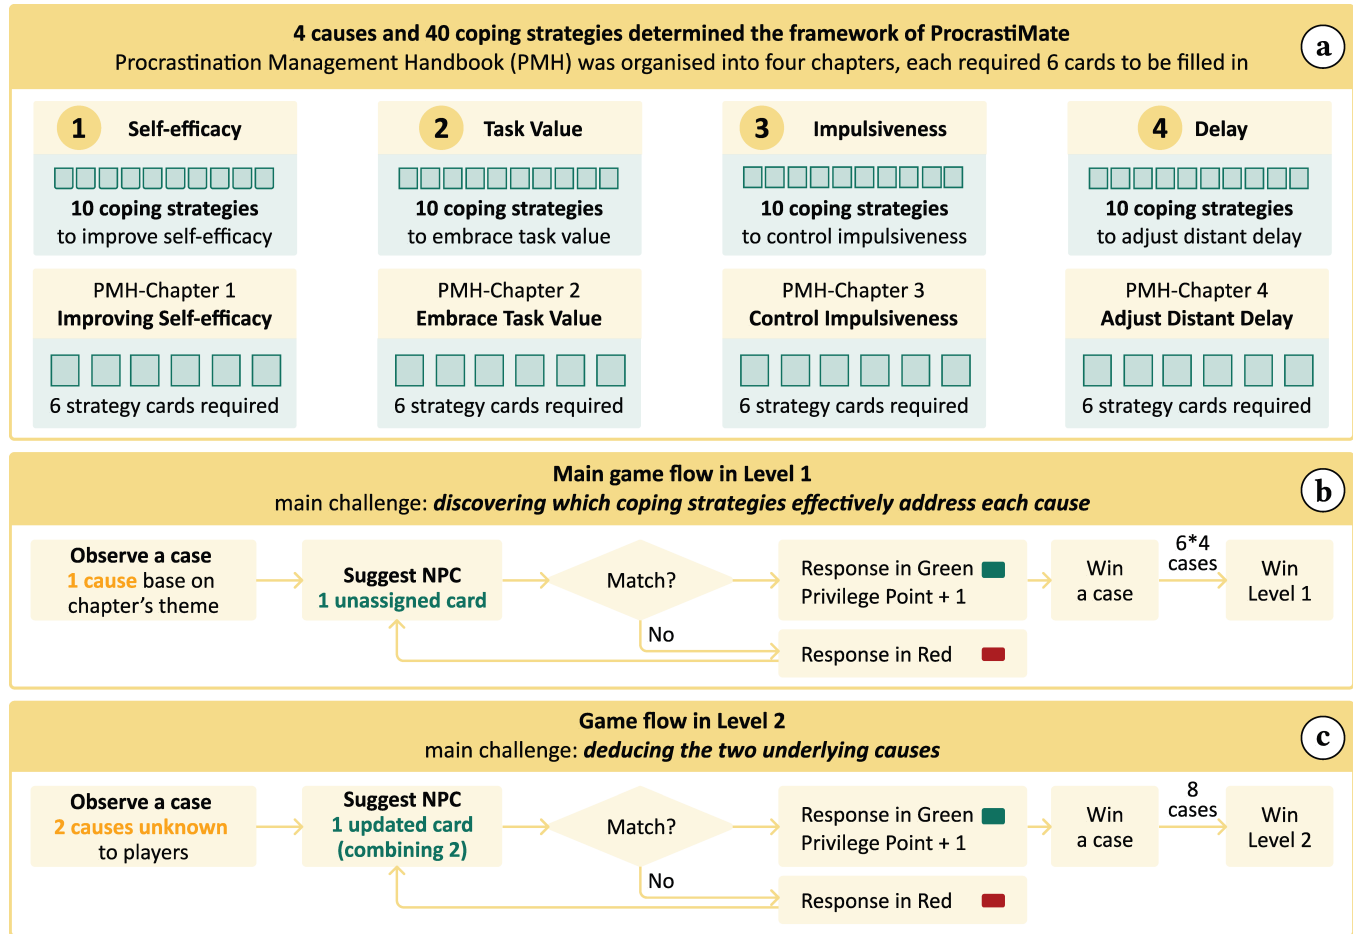 4 causes and 40 coping strategies determined the framework of ProcrastiMate
Procrastination Management Handbook (PMH) was organised into four chapters, each required 6 cards to be filled in
a
1 Self-efficacy
10 coping strategies
to improve self-efficacy
PMH-Chapter 1
Improving Self-efficacy
6 strategy cards required
2 Task Value
10 coping strategies
to embrace task value
PMH-Chapter 2
Embrace Task Value
6 strategy cards required
3 Impulsiveness
10 coping strategies
to control impulsiveness
PMH-Chapter 3
Control Impulsiveness
6 strategy cards required
4 Delay
10 coping strategies
to adjust distant delay
PMH-Chapter 4
Adjust Distant Delay
6 strategy cards required
Main game flow in Level 1
main challenge: discovering which coping strategies effectively address each cause
b
Observe a case
1 cause base on
chapter's theme
Suggest NPC
1 unassigned card
Match?
No
Response in Green
Privilege Point + 1
Response in Red
Win
a case
6*4
cases
Win
Level 1
Game flow in Level 2
main challenge: deducing the two underlying causes
c
Observe a case
2 causes unknown
to players
Suggest NPC
1 updated card
(combining 2)
Match?
No
Response in Green
Privilege Point + 1
Response in Red
Win
a case
8
cases
Win
Level 2